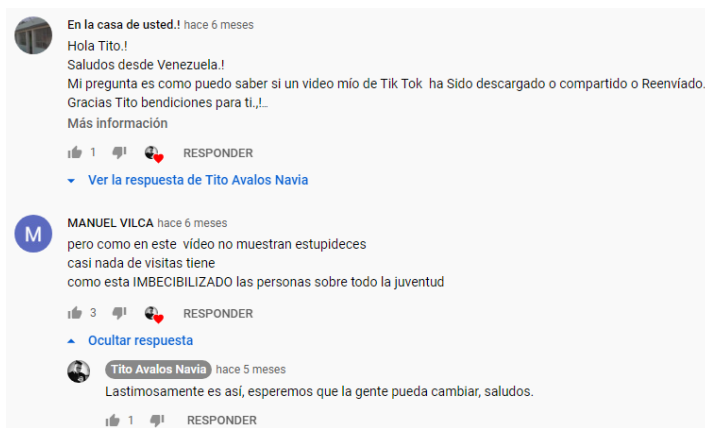 En la casa de usted.! hace 6 meses
Hola Tito.!
Saludos desde Venezuela.!
Mi pregunta es como puedo saber si un video mío de Tik Tok ha Sido descargado o compartido o Reenvíado.
Gracias Tito bendiciones para ti.,!..
Más información
1 RESPONDER
Ver la respuesta de Tito Avalos Navia
M
MANUEL VILCA hace 6 meses
pero como en este vídeo no muestran estupideces
casi nada de visitas tiene
como esta IMBECIBILIZADO las personas sobre todo la juventud
3 RESPONDER
Ocultar respuesta
Tito Avalos Navia hace 5 meses
Lastimosamente es así, esperemos que la gente pueda cambiar, saludos.
1 RESPONDER